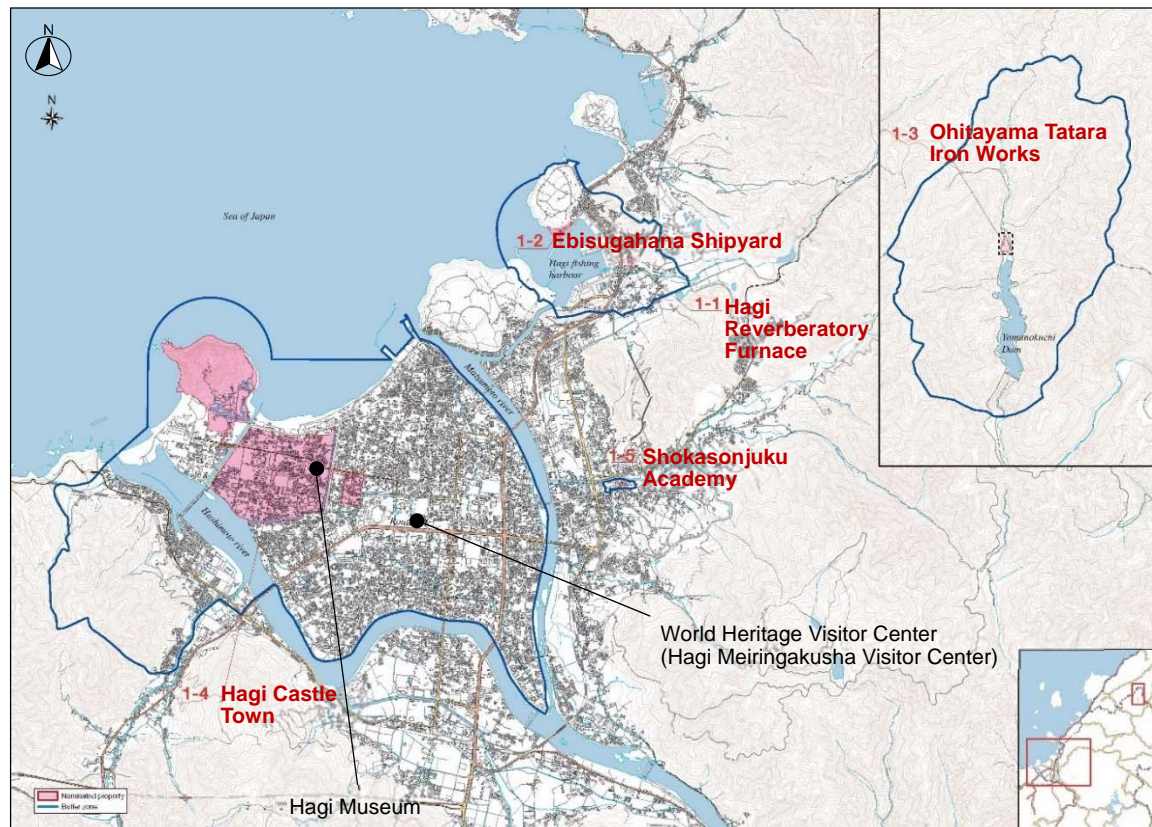 N
N
Sea of Japan
1-2 Ebisugahana Shipyard
Hagi fishing
harbour
1-1 Hagi
Reverberatory
Furnace
1-3 Ohitayama Tatara
Iron Works
Yamanokuchi
Dam
Matsumoto river
1-5 Shokasonjuku
Academy
Hashimoto river
World Heritage Visitor Center
(Hagi Meiringakusha Visitor Center)
1-4 Hagi Castle
Town
Hagi Museum
Nominated property
Buffer zone